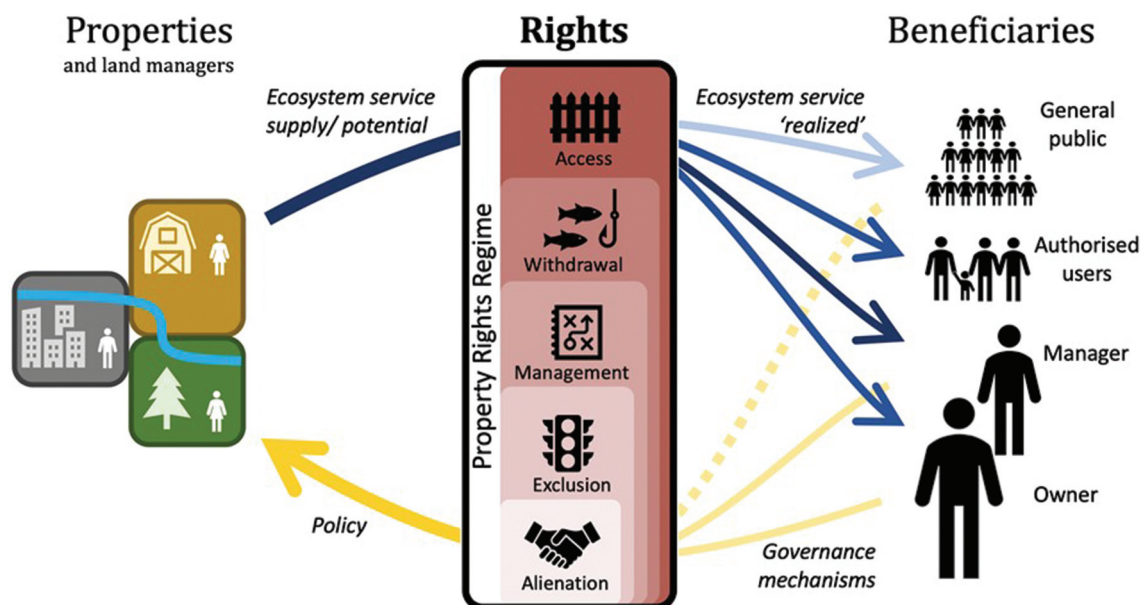 Properties
and land managers
Rights
Beneficiaries
Ecosystem service
supply/ potential
Property Rights Regime
Access
Withdrawal
Management
Exclusion
Alienation
Ecosystem service
‘realized’
General
public
Authorised
users
Manager
Owner
Policy
Governance
mechanisms